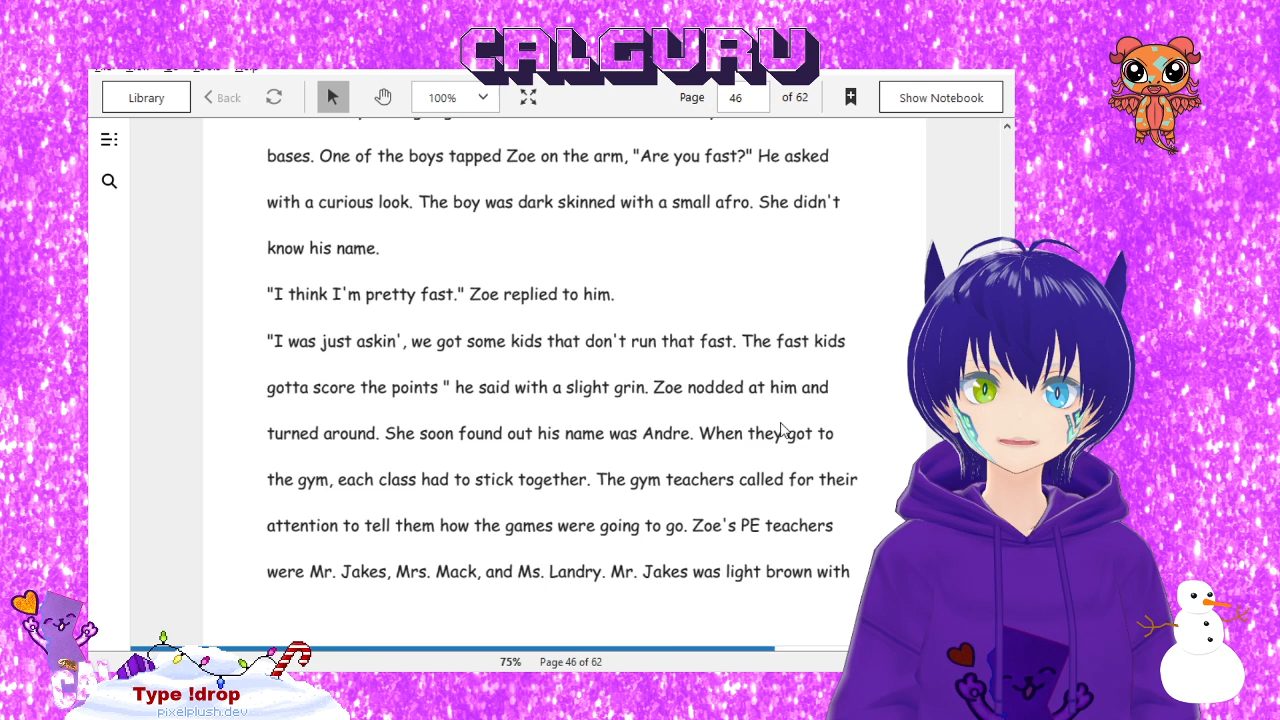 CALGURU
Library
Back
100%
Page
46
of 62
Show Notebook
bases. One of the boys tapped Zoe on the arm, "Are you fast?" He asked
with a curious look. The boy was dark skinned with a small afro. She didn't
know his name.
"I think I'm pretty fast." Zoe replied to him.
"I was just askin', we got some kids that don't run that fast. The fast kids
gotta score the points " he said with a slight grin. Zoe nodded at him and
turned around. She soon found out his name was Andre. When they got to
the gym, each class had to stick together. The gym teachers called for their
attention to tell them how the games were going to go. Zoe's PE teachers
were Mr. Jakes, Mrs. Mack, and Ms. Landry. Mr. Jakes was light brown with
75%
Page 46 of 62
Type !drop
pixelplush.dev